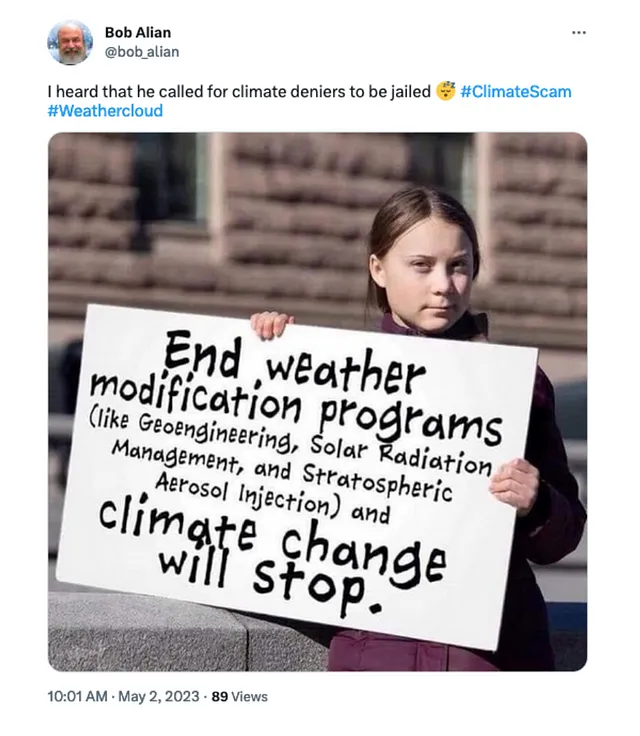 Bob Alian
@bob_alian
I heard that he called for climate deniers to be jailed 😴 #ClimateScam
#Weathercloud
End weather
modification programs
(like Geoengineering, Solar Radiation
Management, and Stratospheric
Aerosol Injection) and
climate change
will stop.
10:01 AM · May 2, 2023 · 89 Views